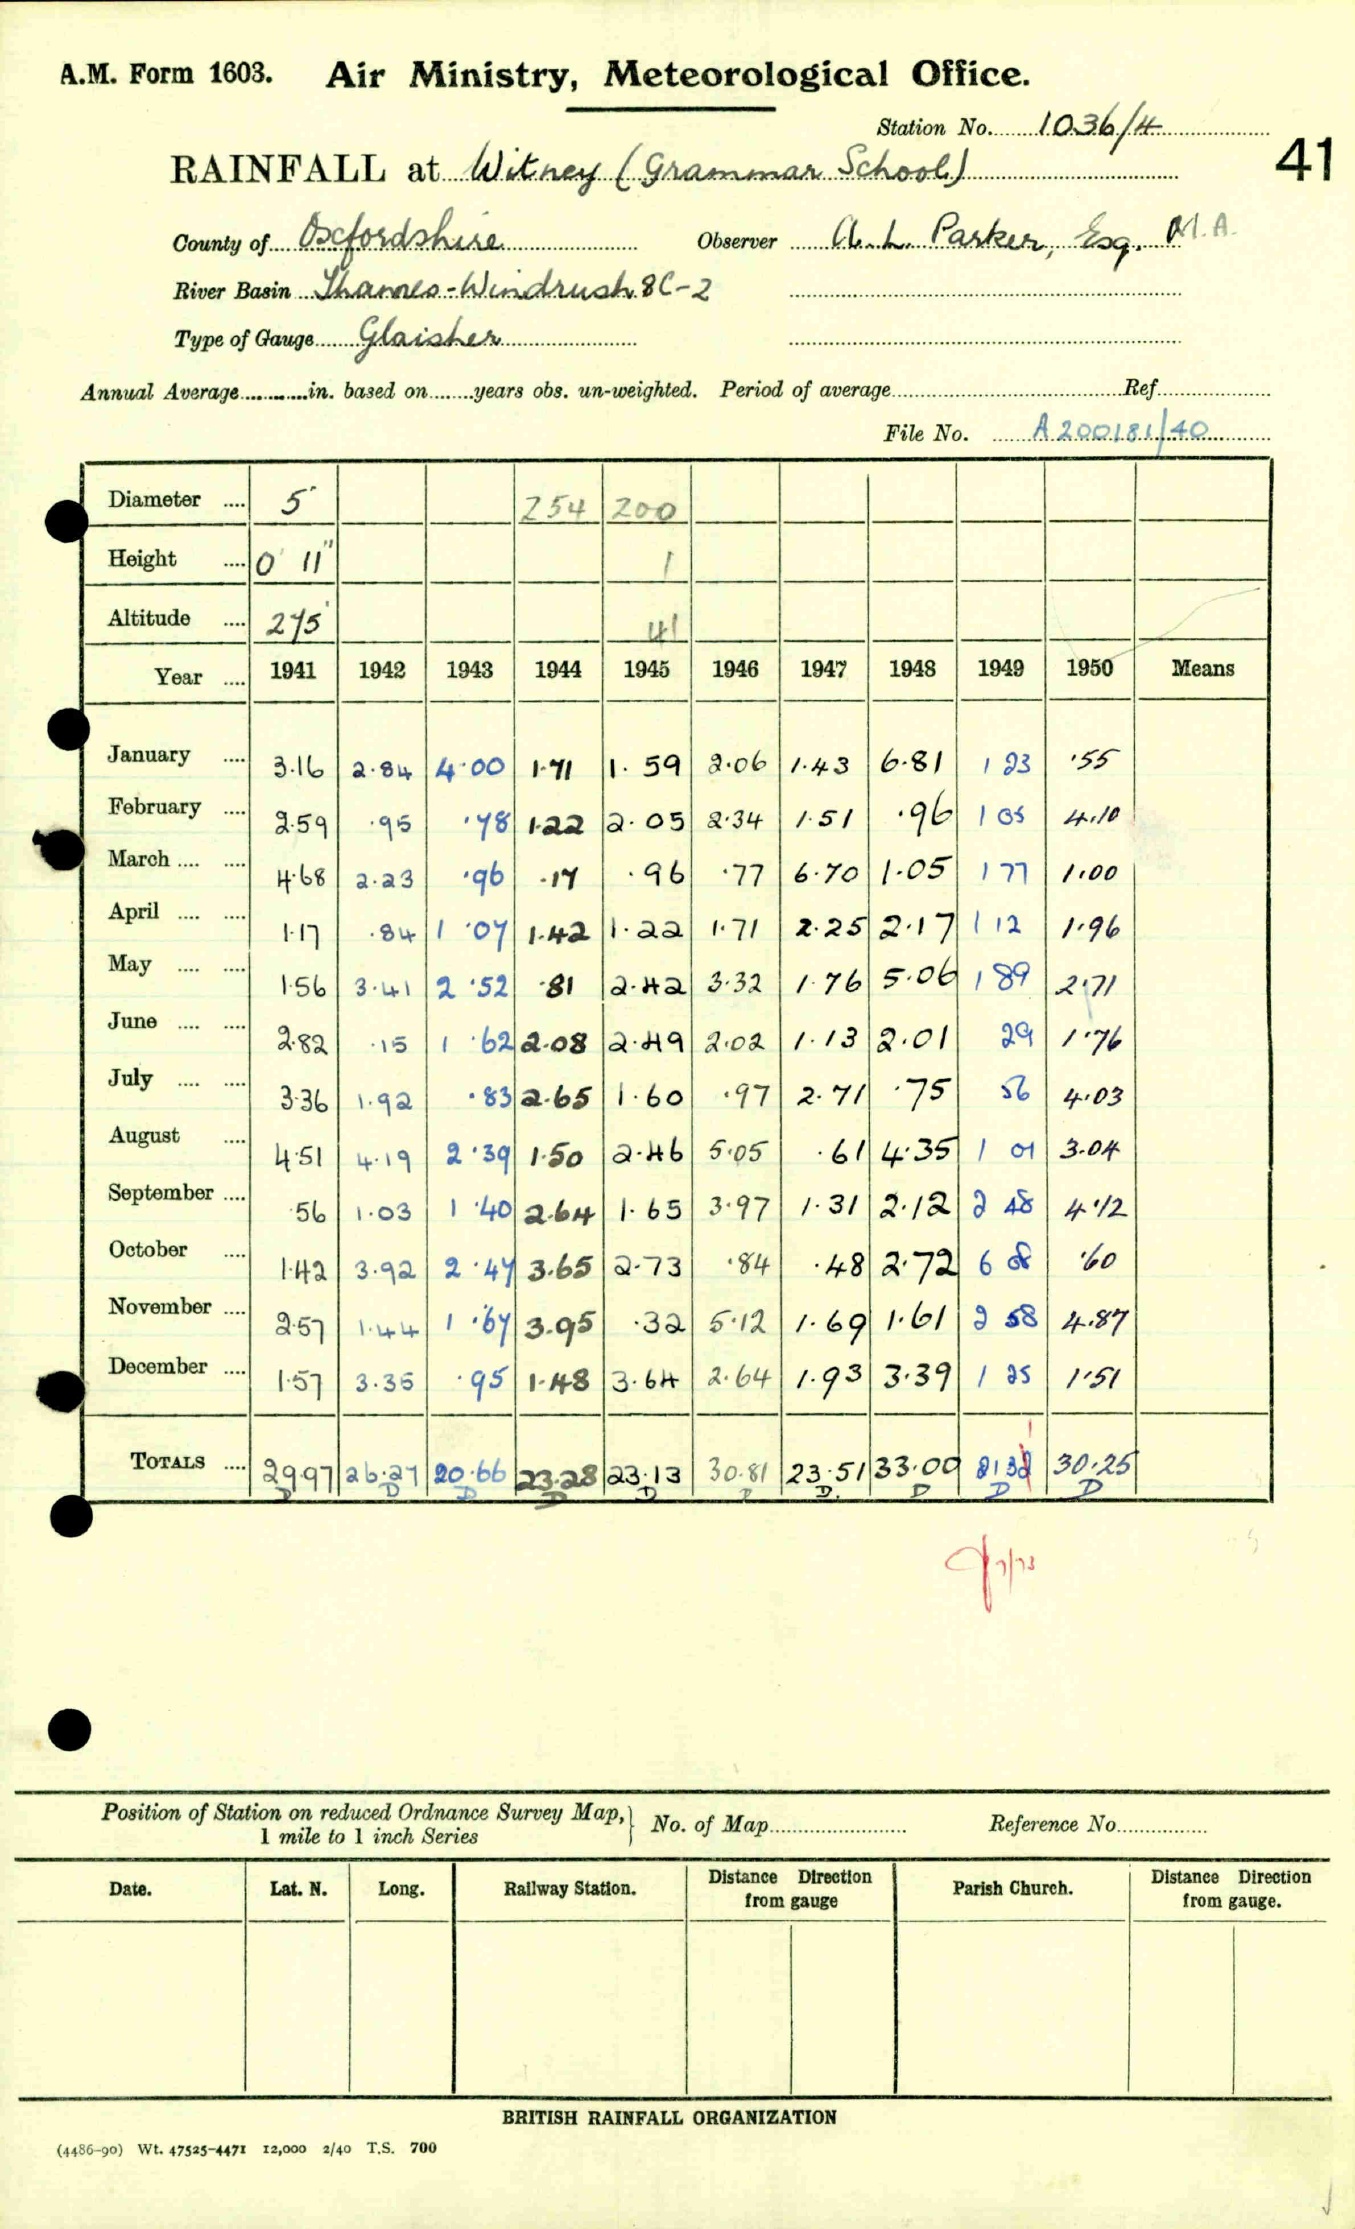 A.M. Form 1603. Air Ministry, Meteorological Office.
Station No. 1036/4
41
RAINFALL at Witney (Grammar School)
County of Oxfordshire Observer A. L. Parker, Esq. M.A.
River Basin Thames-Windrush 8C-2
Type of Gauge Glaisher
Annual Average in. based on years obs. un-weighted. Period of average Ref.
File No. A200181/40
Diameter 5" 254 200
Height 0' 11" 1
Altitude 275' 41
Year 1941 1942 1943 1944 1945 1946 1947 1948 1949 1950 Means
January 3.16 2.84 4.00 1.71 1.59 2.06 1.43 6.81 1 23 .55
February 2.59 .95 .78 1.22 2.05 2.34 1.51 .96 1 05 4.10
March 4.68 2.23 .96 .17 .96 .77 6.70 1.05 1 77 1.00
April 1.17 .84 1.07 1.42 1.22 1.71 2.25 2.17 1 12 1.96
May 1.56 3.41 2.52 .81 2.42 3.32 1.76 5.06 1 89 2.71
June 2.82 .15 1.62 2.08 2.49 2.02 1.13 2.01 29 1.76
July 3.36 1.92 .83 2.65 1.60 .97 2.71 .75 56 4.03
August 4.51 4.19 2.39 1.50 2.46 5.05 .61 4.35 1 01 3.04
September .56 1.03 1.40 2.64 1.65 3.97 1.31 2.12 2 48 4.12
October 1.42 3.92 2.47 3.65 2.73 .84 .48 2.72 6 08 .60
November 2.57 1.44 1.67 3.95 .32 5.12 1.69 1.61 2 58 4.87
December 1.57 3.35 .95 1.48 3.64 2.64 1.93 3.39 1 25 1.51
TOTALS 29.97 26.27 20.66 23.28 23.13 30.81 23.51 33.00 30.25
D D D D D D D. D D D
7/73
Position of Station on reduced Ordnance Survey Map, No. of Map Reference No.
1 mile to 1 inch Series
Date. Lat. N. Long. Railway Station. Distance from gauge Direction Parish Church. Distance from gauge. Direction
BRITISH RAINFALL ORGANIZATION
(4486-90) Wt. 47525-4471 12,000 2/40 T.S. 700